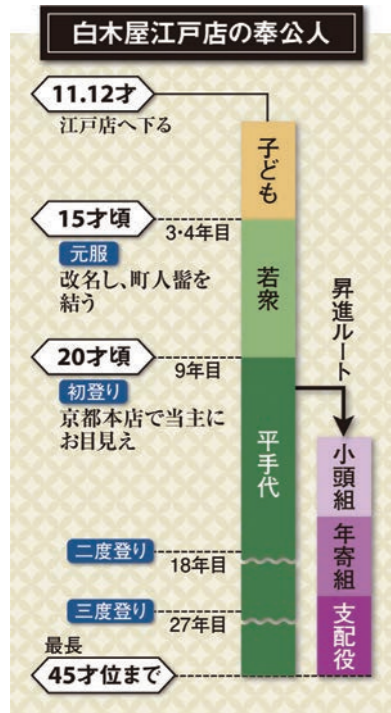 白木屋江戸店の奉公人
11.12才
江戸店へ下る
子ども
15才頃
3・4年目
元服
改名し、町人髷を
結う
若衆
昇進ルート
20才頃
9年目
初登り
京都本店で当主に
お目見え
平手代
小頭組
年寄組
支配役
二度登り
18年目
三度登り
27年目
最長
45才位まで